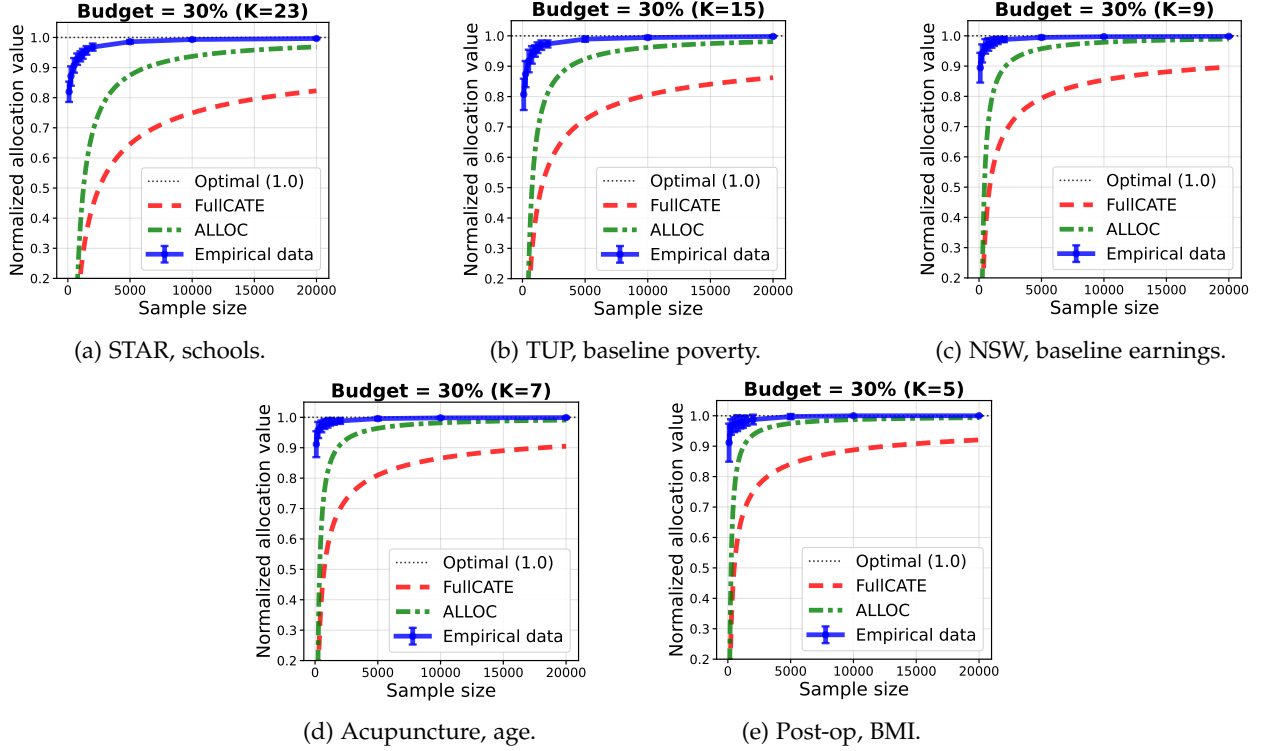 Budget = 30% (K=23)
Normalized allocation value
1.0
0.9
0.8
0.7
0.6
0.5
0.4
0.3
0.2
Optimal (1.0)
FullCATE
ALLOC
Empirical data
0 5000 10000 15000 20000
Sample size
(a) STAR, schools.
Budget = 30% (K=15)
Normalized allocation value
1.0
0.9
0.8
0.7
0.6
0.5
0.4
0.3
0.2
Optimal (1.0)
FullCATE
ALLOC
Empirical data
0 5000 10000 15000 20000
Sample size
(b) TUP, baseline poverty.
Budget = 30% (K=9)
Normalized allocation value
1.0
0.9
0.8
0.7
0.6
0.5
0.4
0.3
0.2
Optimal (1.0)
FullCATE
ALLOC
Empirical data
0 5000 10000 15000 20000
Sample size
(c) NSW, baseline earnings.
Budget = 30% (K=7)
Normalized allocation value
1.0
0.9
0.8
0.7
0.6
0.5
0.4
0.3
0.2
Optimal (1.0)
FullCATE
ALLOC
Empirical data
0 5000 10000 15000 20000
Sample size
(d) Acupuncture, age.
Budget = 30% (K=5)
Normalized allocation value
1.0
0.9
0.8
0.7
0.6
0.5
0.4
0.3
0.2
Optimal (1.0)
FullCATE
ALLOC
Empirical data
0 5000 10000 15000 20000
Sample size
(e) Post-op, BMI.